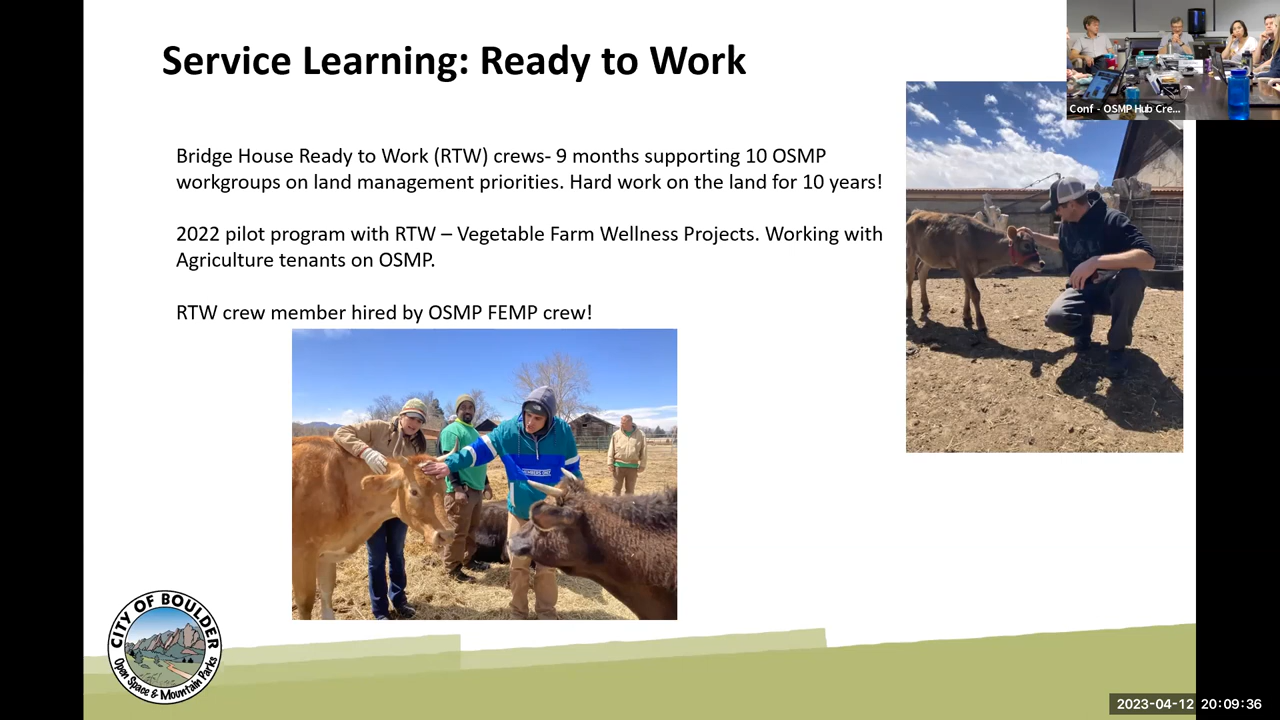 Service Learning: Ready to Work
Conf - OSMP Hub Cre...
Bridge House Ready to Work (RTW) crews- 9 months supporting 10 OSMP
workgroups on land management priorities. Hard work on the land for 10 years!
2022 pilot program with RTW – Vegetable Farm Wellness Projects. Working with
Agriculture tenants on OSMP.
RTW crew member hired by OSMP FEMP crew!
MEMBERS ONLY
CITY OF BOULDER
Open Space & Mountain Parks
2023-04-12 20:09:36